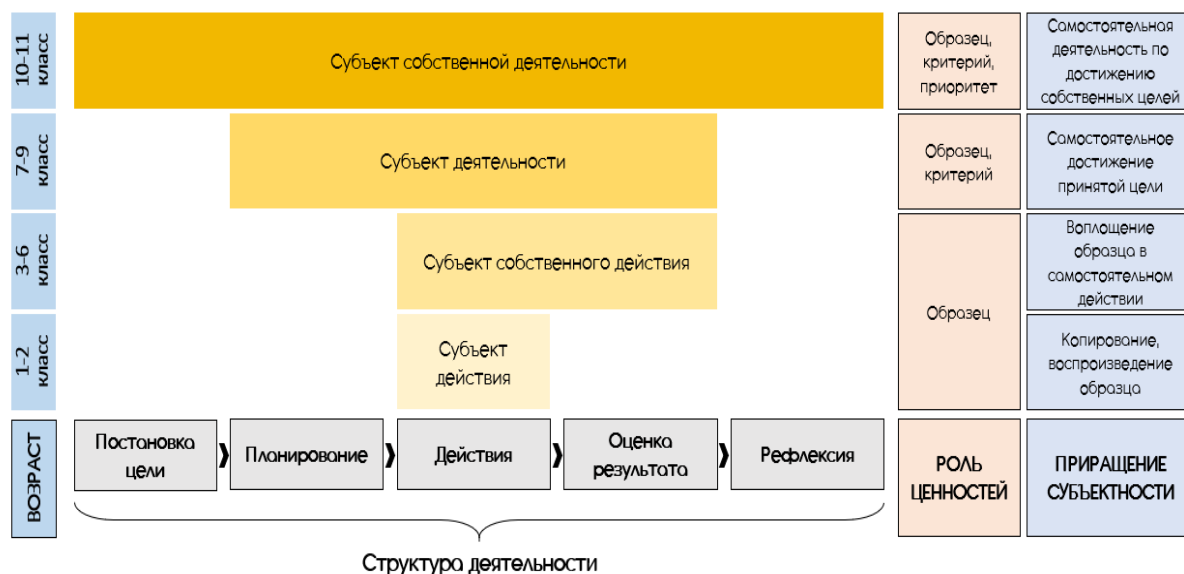 10-11
класс
Субъект собственной деятельности
Образец,
критерий,
приоритет
Самостоятельная
деятельность по
достижению
собственных целей
7-9
класс
Субъект деятельности
Образец,
критерий
Самостоятельное
достижение
принятой цели
3-6
класс
Субъект собственного действия
Воплощение
образца в
самостоятельном
действии
Образец
1-2
класс
Субъект
действия
Копирование,
воспроизведение
образца
ВОЗРАСТ
Постановка
цели
Планирование
Действия
Оценка
результата
Рефлексия
РОЛЬ
ЦЕННОСТЕЙ
ПРИРАЩЕНИЕ
СУБЪЕКТНОСТИ
Структура деятельности